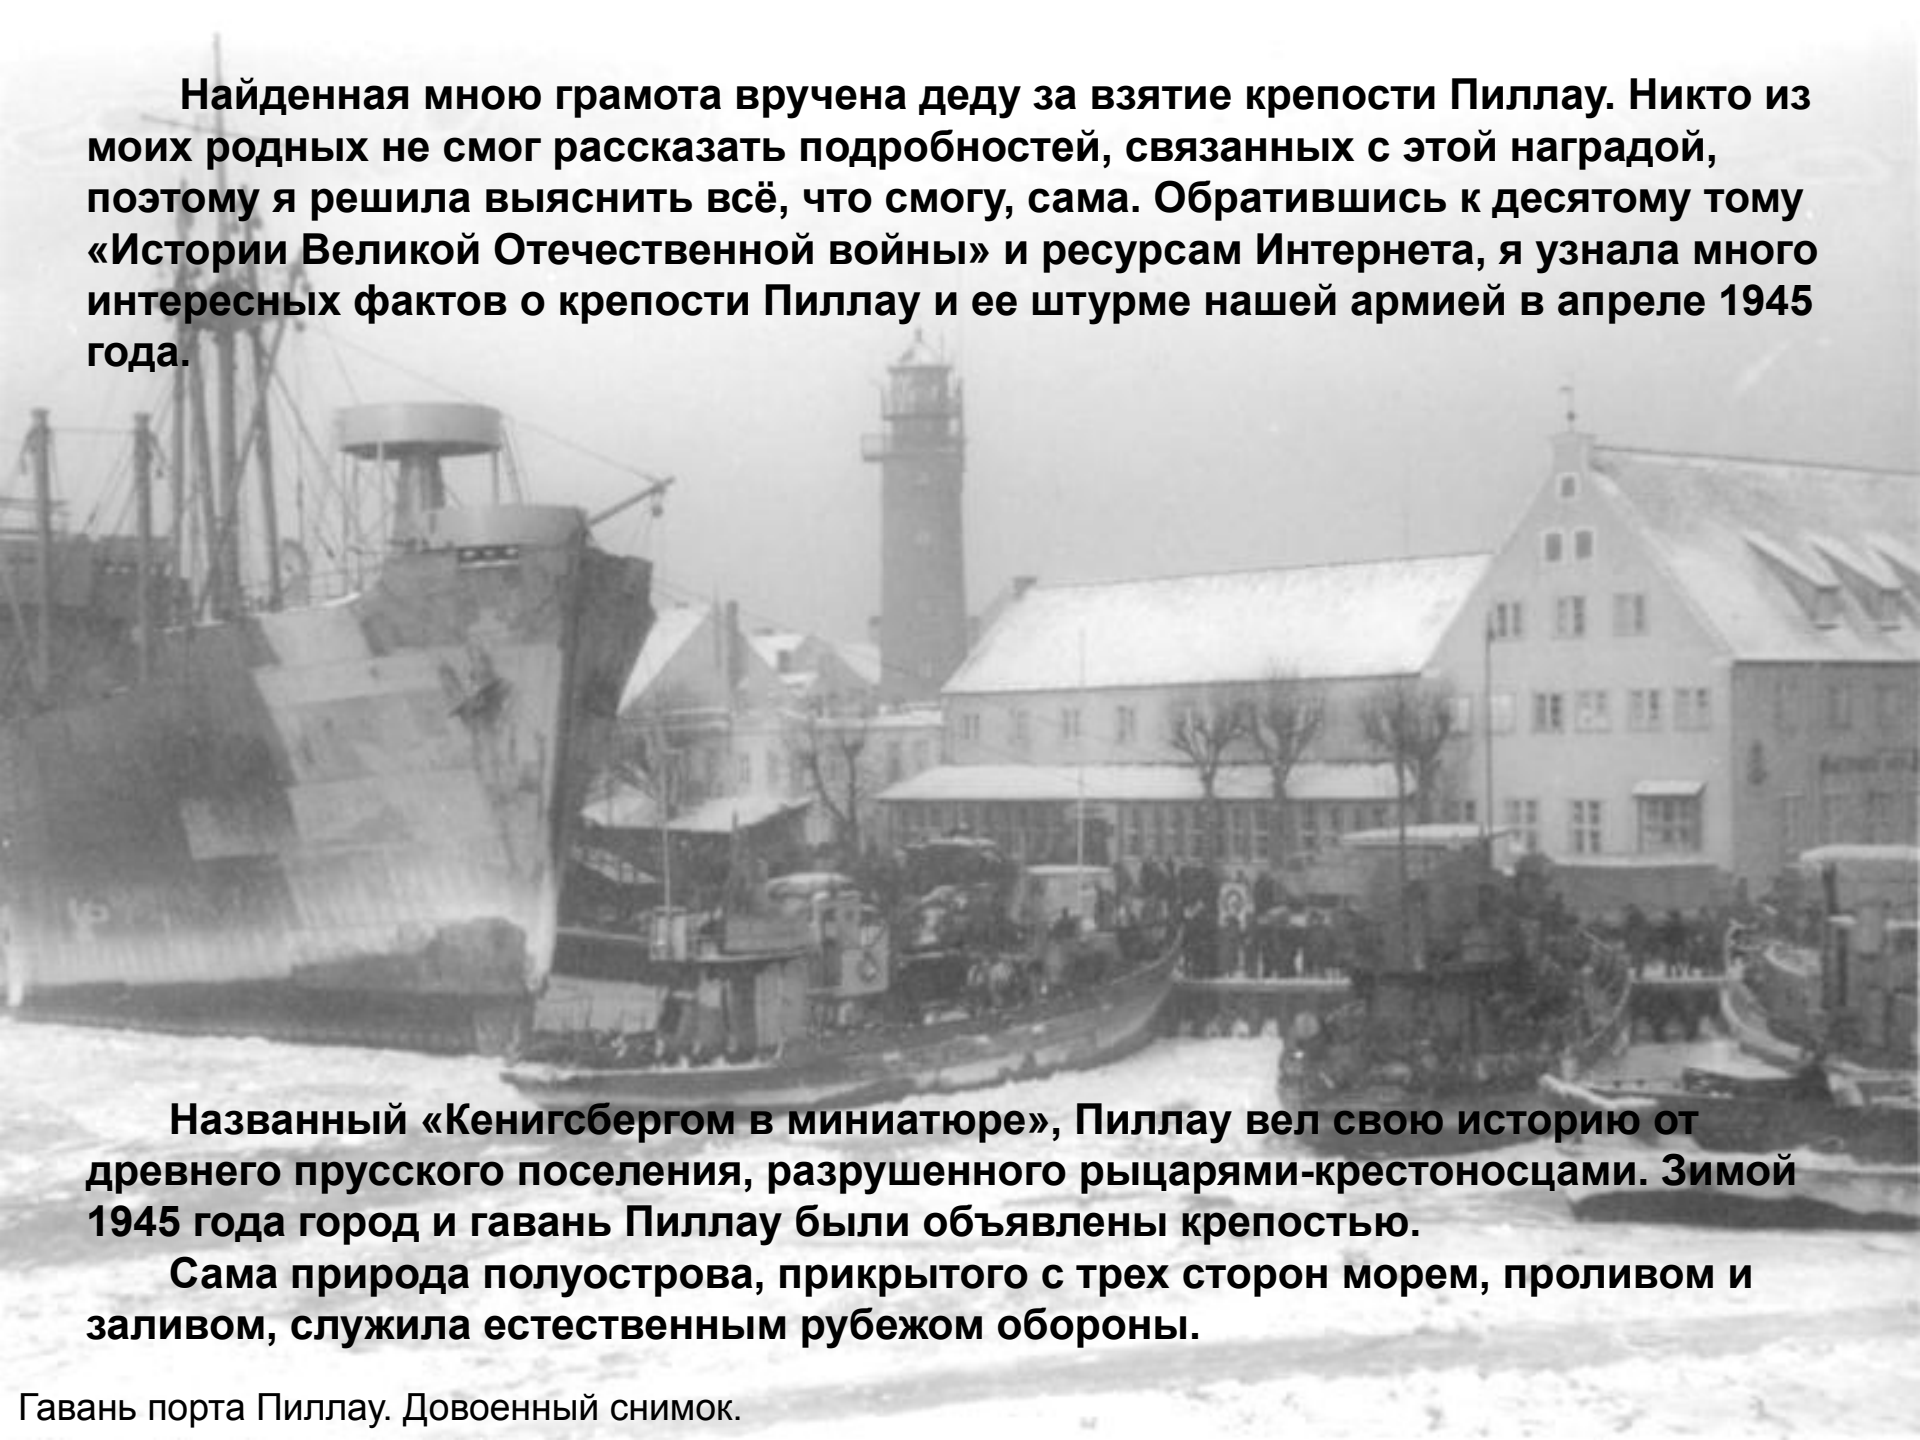 Найденная мною грамота вручена деду за взятие крепости Пиллау. Никто из
моих родных не смог рассказать подробностей, связанных с этой наградой,
поэтому я решила выяснить всё, что смогу, сама. Обратившись к десятому тому
«Истории Великой Отечественной войны» и ресурсам Интернета, я узнала много
интересных фактов о крепости Пиллау и ее штурме нашей армией в апреле 1945
года.
Названный «Кенигсбергом в миниатюре», Пиллау вел свою историю от
древнего прусского поселения, разрушенного рыцарями-крестоносцами. Зимой
1945 года город и гавань Пиллау были объявлены крепостью.
Сама природа полуострова, прикрытого с трех сторон морем, проливом и
заливом, служила естественным рубежом обороны.
Гавань порта Пиллау. Довоенный снимок.